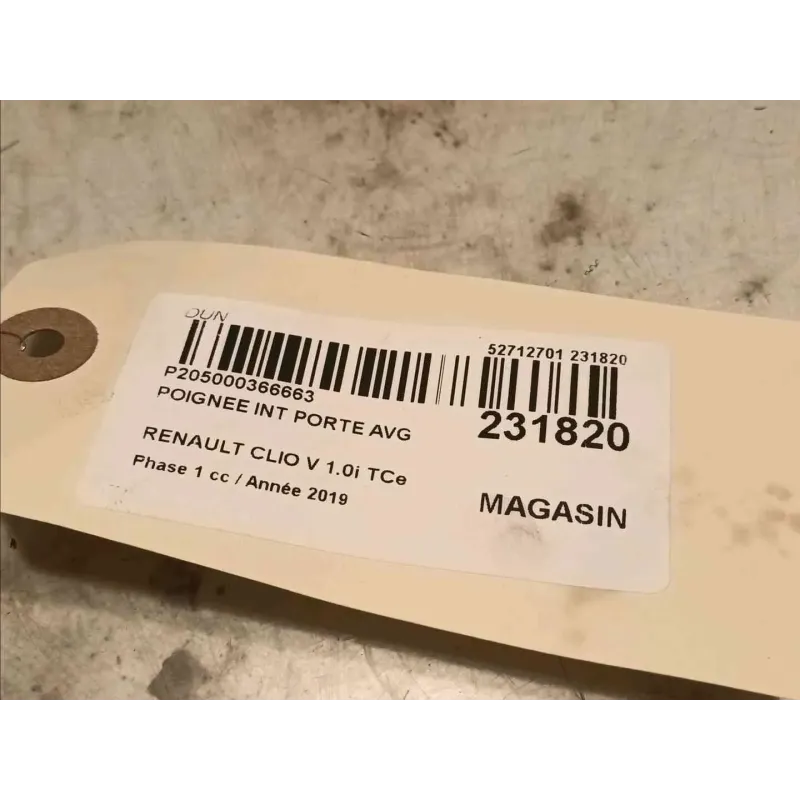 OUN
P205000366663
POIGNEE INT PORTE AVG
RENAULT CLIO V 1.0i TCe
Phase 1 cc / Année 2019
52712701 231820
231820
MAGASIN